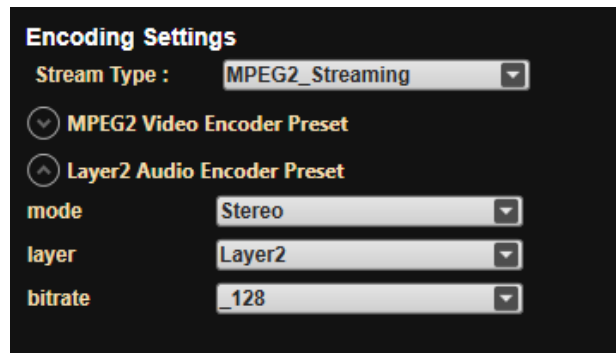 Encoding Settings
Stream Type : MPEG2_Streaming
MPEG2 Video Encoder Preset
Layer2 Audio Encoder Preset
mode Stereo
layer Layer2
bitrate _128